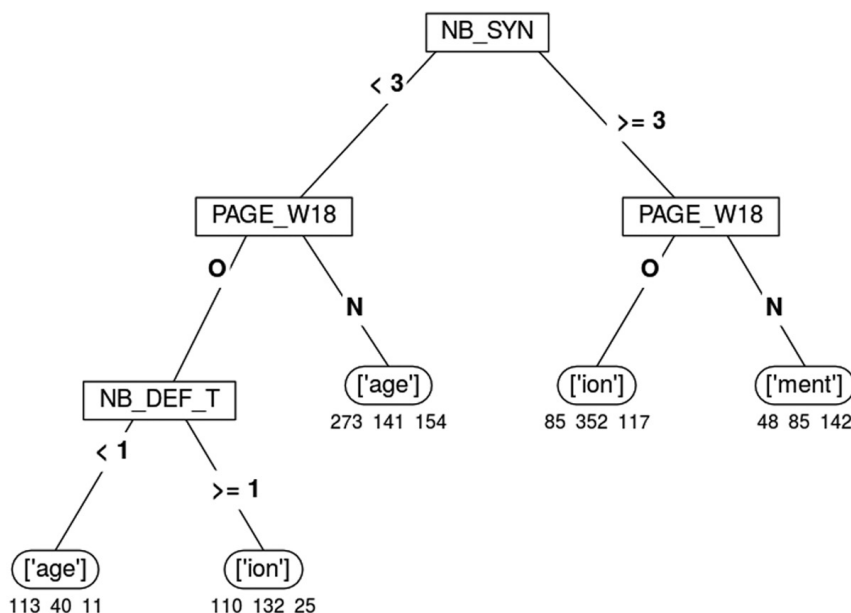 NB_SYN
< 3
>= 3
PAGE_W18
PAGE_W18
O
N
O
N
NB_DEF_T
['age']
['ion']
['ment']
273 141 154
85 352 117
48 85 142
< 1
>= 1
['age']
['ion']
113 40 11
110 132 25